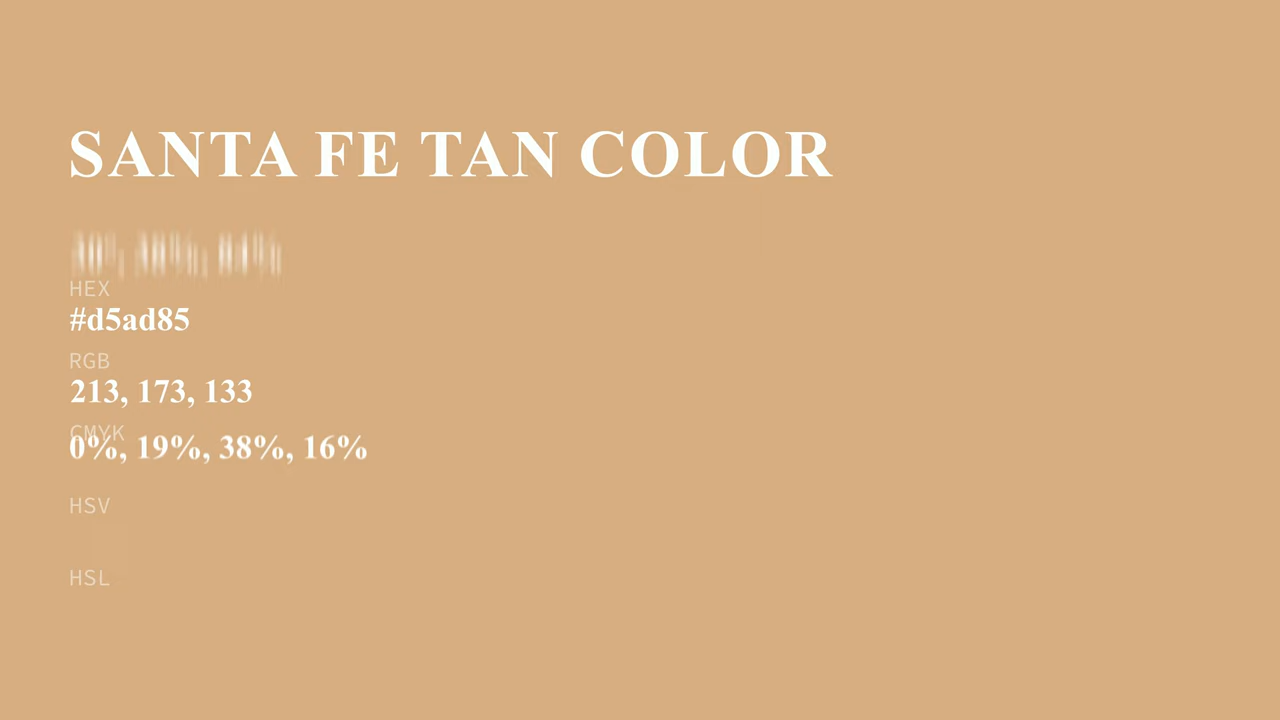 SANTA FE TAN COLOR
HEX
#d5ad85
RGB
213, 173, 133
CMYK
0%, 19%, 38%, 16%
HSV
HSL